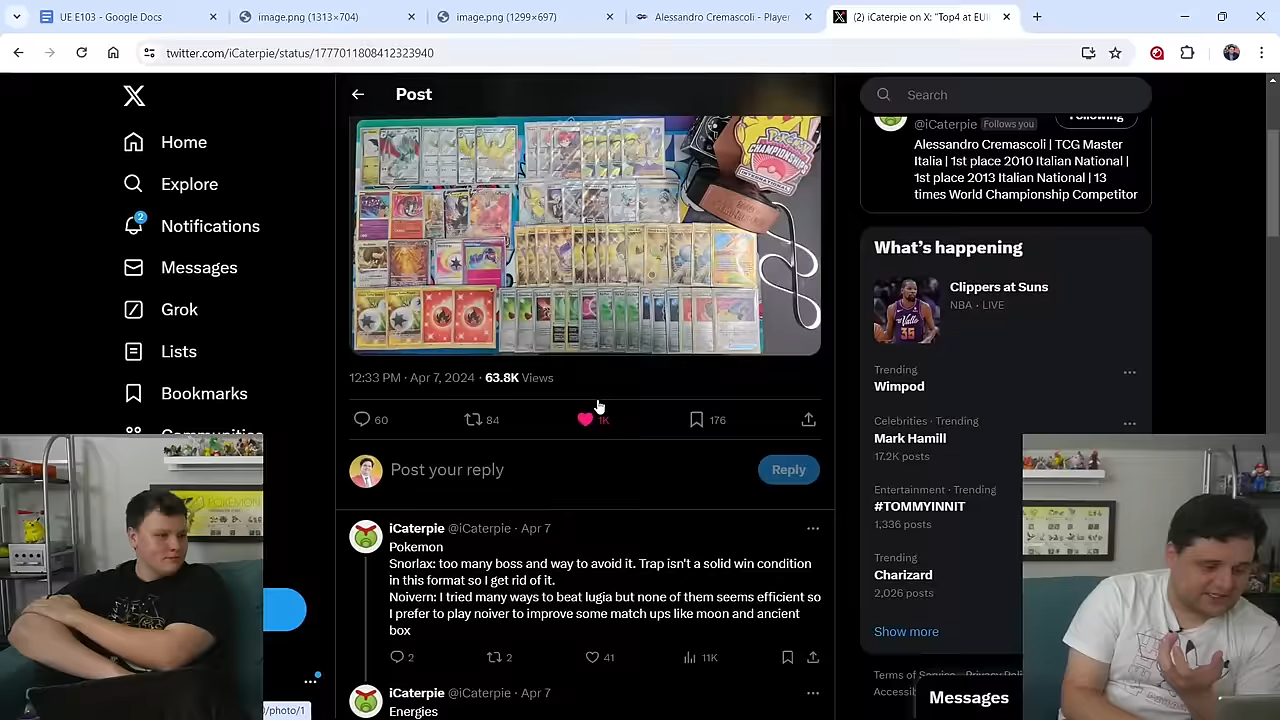 UE E103 - Google Docs
image.png (1313×704)
image.png (1299×697)
Alessandro Cremascoli - Player
(2) iCaterpie on X: "Top4 at EUI
twitter.com/iCaterpie/status/1777011808412323940
Home
Explore
2
Notifications
Messages
Grok
Lists
Bookmarks
Communities
Post
12:33 PM · Apr 7, 2024 · 63.8K Views
60
84
1K
176
Post your reply
Reply
iCaterpie @iCaterpie · Apr 7
Pokemon
Snorlax: too many boss and way to avoid it. Trap isn't a solid win condition
in this format so I get rid of it.
Noivern: I tried many ways to beat lugia but none of them seems efficient so
I prefer to play noiver to improve some match ups like moon and ancient
box
2
2
41
11K
iCaterpie @iCaterpie · Apr 7
Energies
/photo/
Search
@iCaterpie Follows you
Following
Alessandro Cremascoli | TCG Master
Italia | 1st place 2010 Italian National |
1st place 2013 Italian National | 13
times World Championship Competitor
What's happening
Clippers at Suns
NBA · LIVE
Trending
Wimpod
Celebrities · Trending
Mark Hamill
17.2K posts
Entertainment · Trending
#TOMMYINNIT
1,336 posts
Trending
Charizard
2,026 posts
Show more
Terms of Service
Privacy Poli
Messages